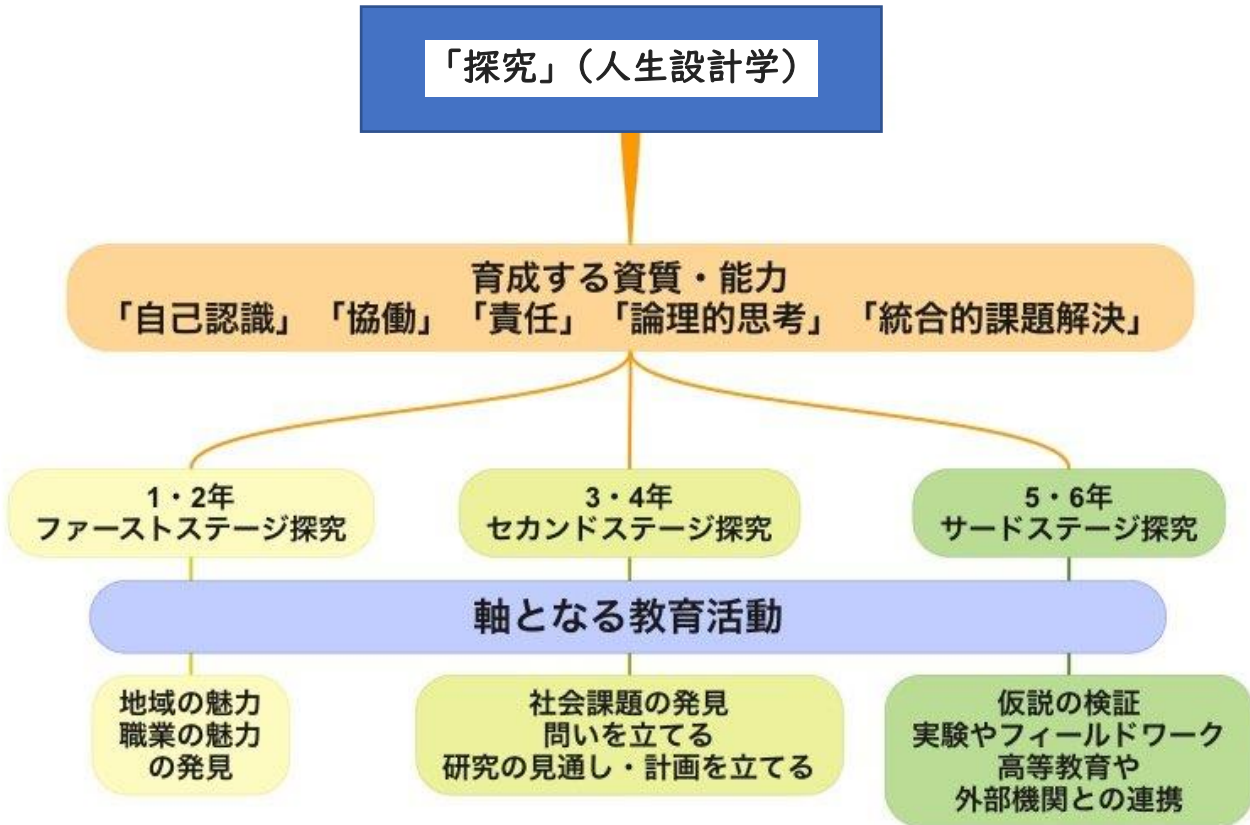 「探究」(人生設計学)
育成する資質・能力
「自己認識」「協働」「責任」「論理的思考」「統合的課題解決」
1・2年
ファーストステージ探究
3・4年
セカンドステージ探究
5・6年
サードステージ探究
軸となる教育活動
地域の魅力
職業の魅力
の発見
社会課題の発見
問いを立てる
研究の見通し・計画を立てる
仮説の検証
実験やフィールドワーク
高等教育や
外部機関との連携